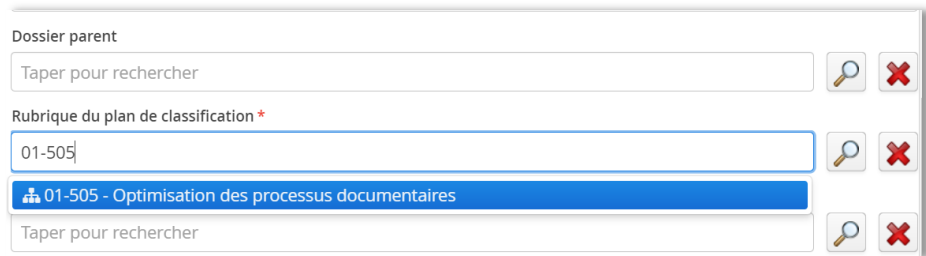 Dossier parent
Taper pour rechercher
Rubrique du plan de classification *
01-505
01-505 - Optimisation des processus documentaires
Taper pour rechercher